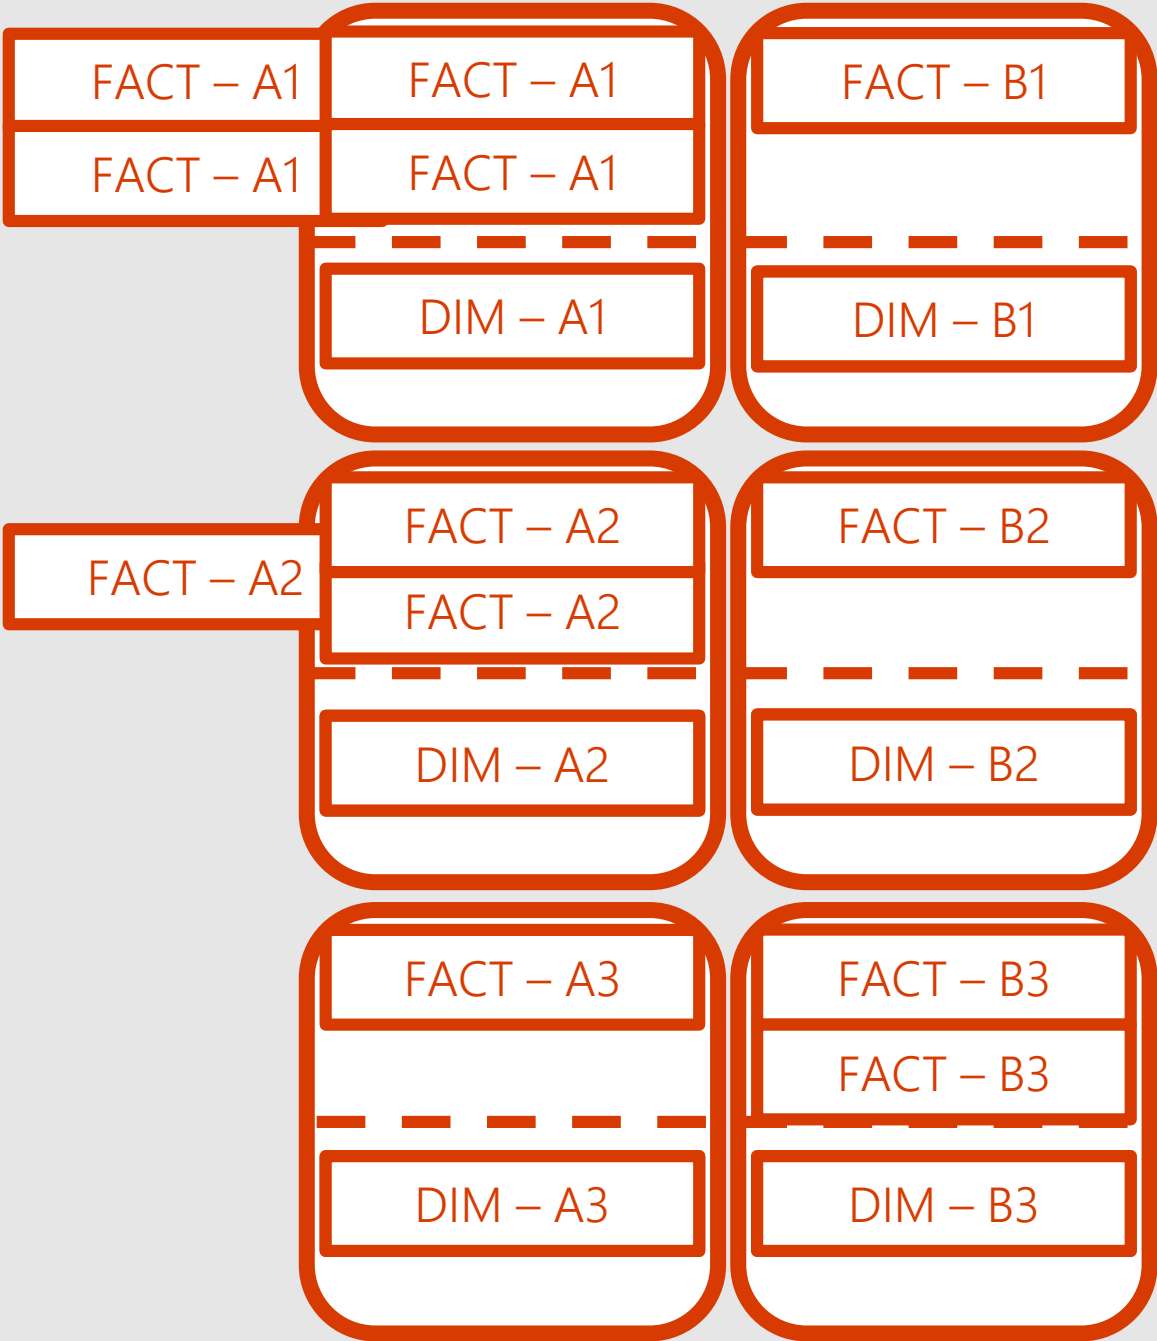 FACT – A1
FACT – A1
FACT – B1
FACT – A1
FACT – A1
DIM – A1
DIM – B1
FACT – A2
FACT – B2
FACT – A2
FACT – A2
DIM – A2
DIM – B2
FACT – A3
FACT – B3
FACT – B3
DIM – A3
DIM – B3